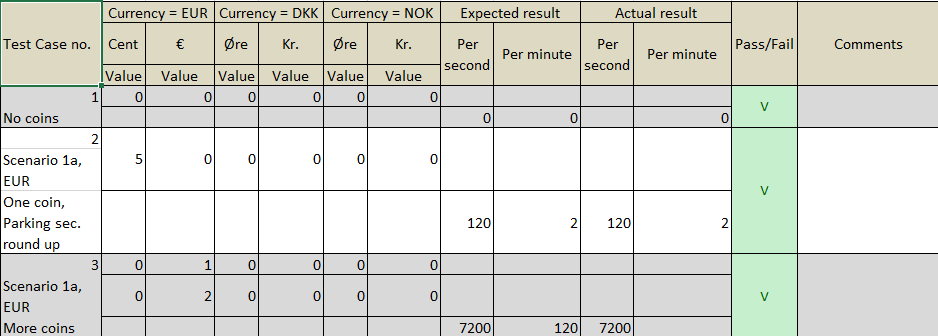 Currency = EUR Currency = DKK Currency = NOK Expected result Actual result
Test Case no. Cent € Øre Kr. Øre Kr. Per second Per minute Per second Per minute Pass/Fail Comments
Value Value Value Value Value Value
1 0 0 0 0 0 0 V
No coins 0 0 0
2
Scenario 1a, EUR 5 0 0 0 0 0 V
One coin, Parking sec. round up 120 2 120 2
3 0 1 0 0 0 0
Scenario 1a, EUR 0 2 0 0 0 0 V
More coins 7200 120 7200